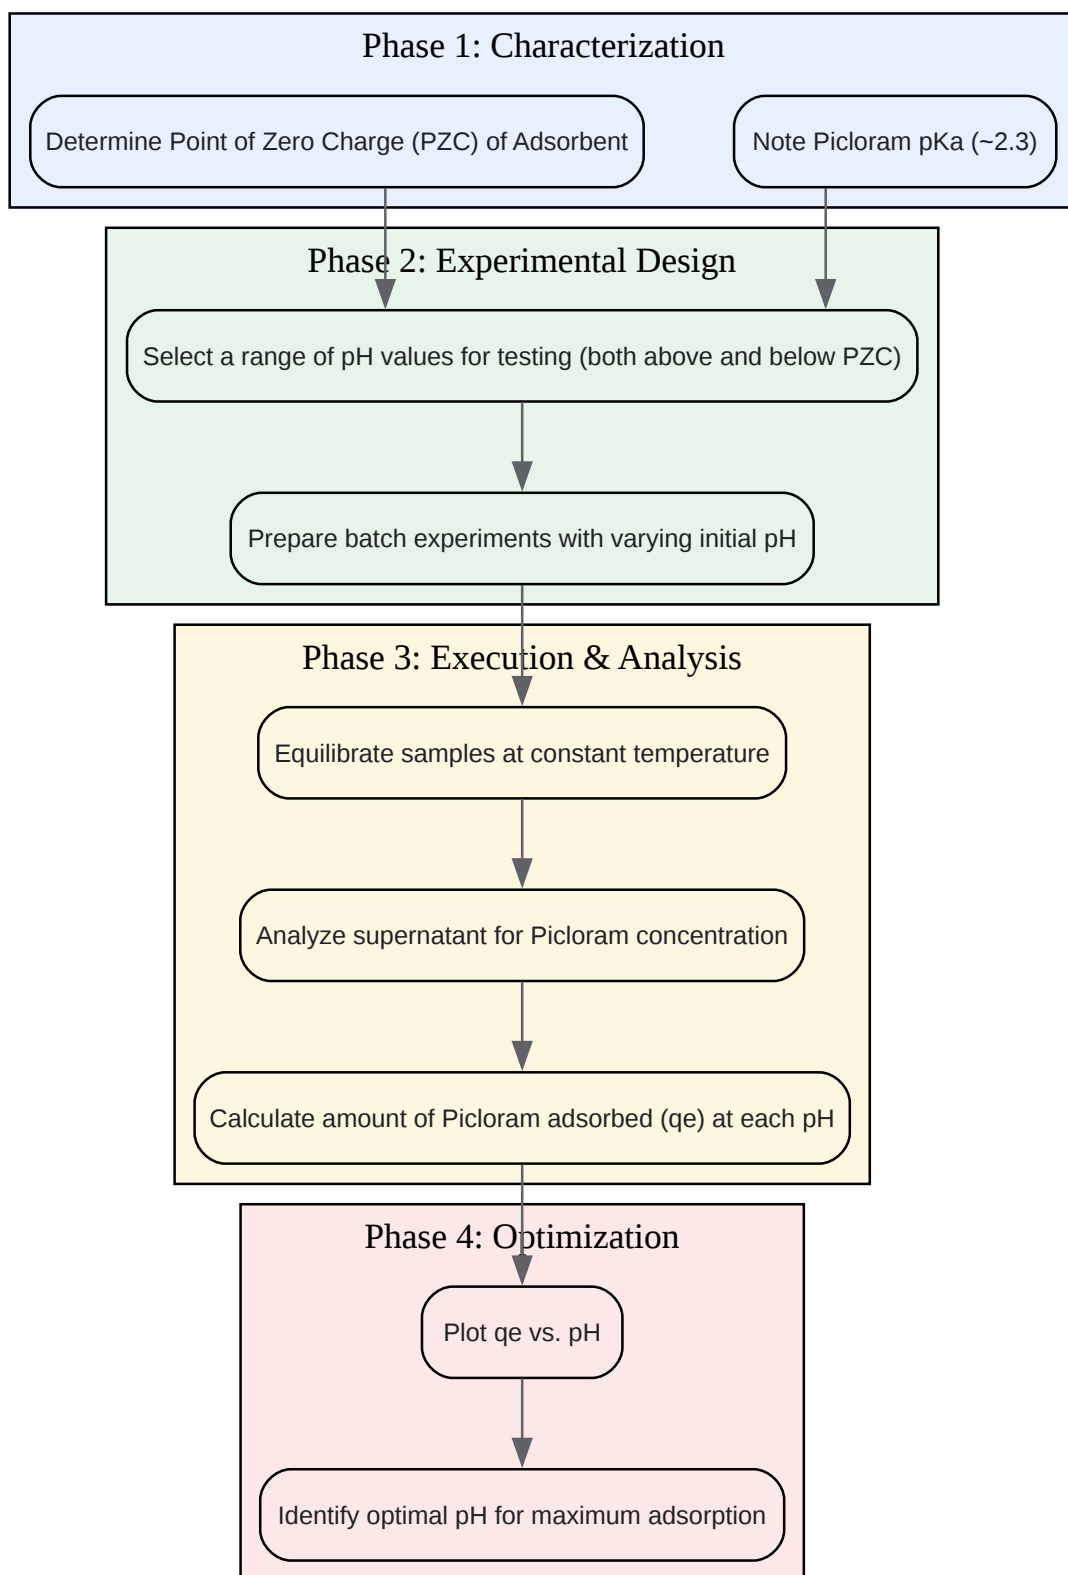 Phase 1: Characterization
Determine Point of Zero Charge (PZC) of Adsorbent
Note Picloram pKa (~2.3)
Phase 2: Experimental Design
Select a range of pH values for testing (both above and below PZC)
Prepare batch experiments with varying initial pH
Phase 3: Execution & Analysis
Equilibrate samples at constant temperature
Analyze supernatant for Picloram concentration
Calculate amount of Picloram adsorbed (qe) at each pH
Phase 4: Optimization
Plot qe vs. pH
Identify optimal pH for maximum adsorption